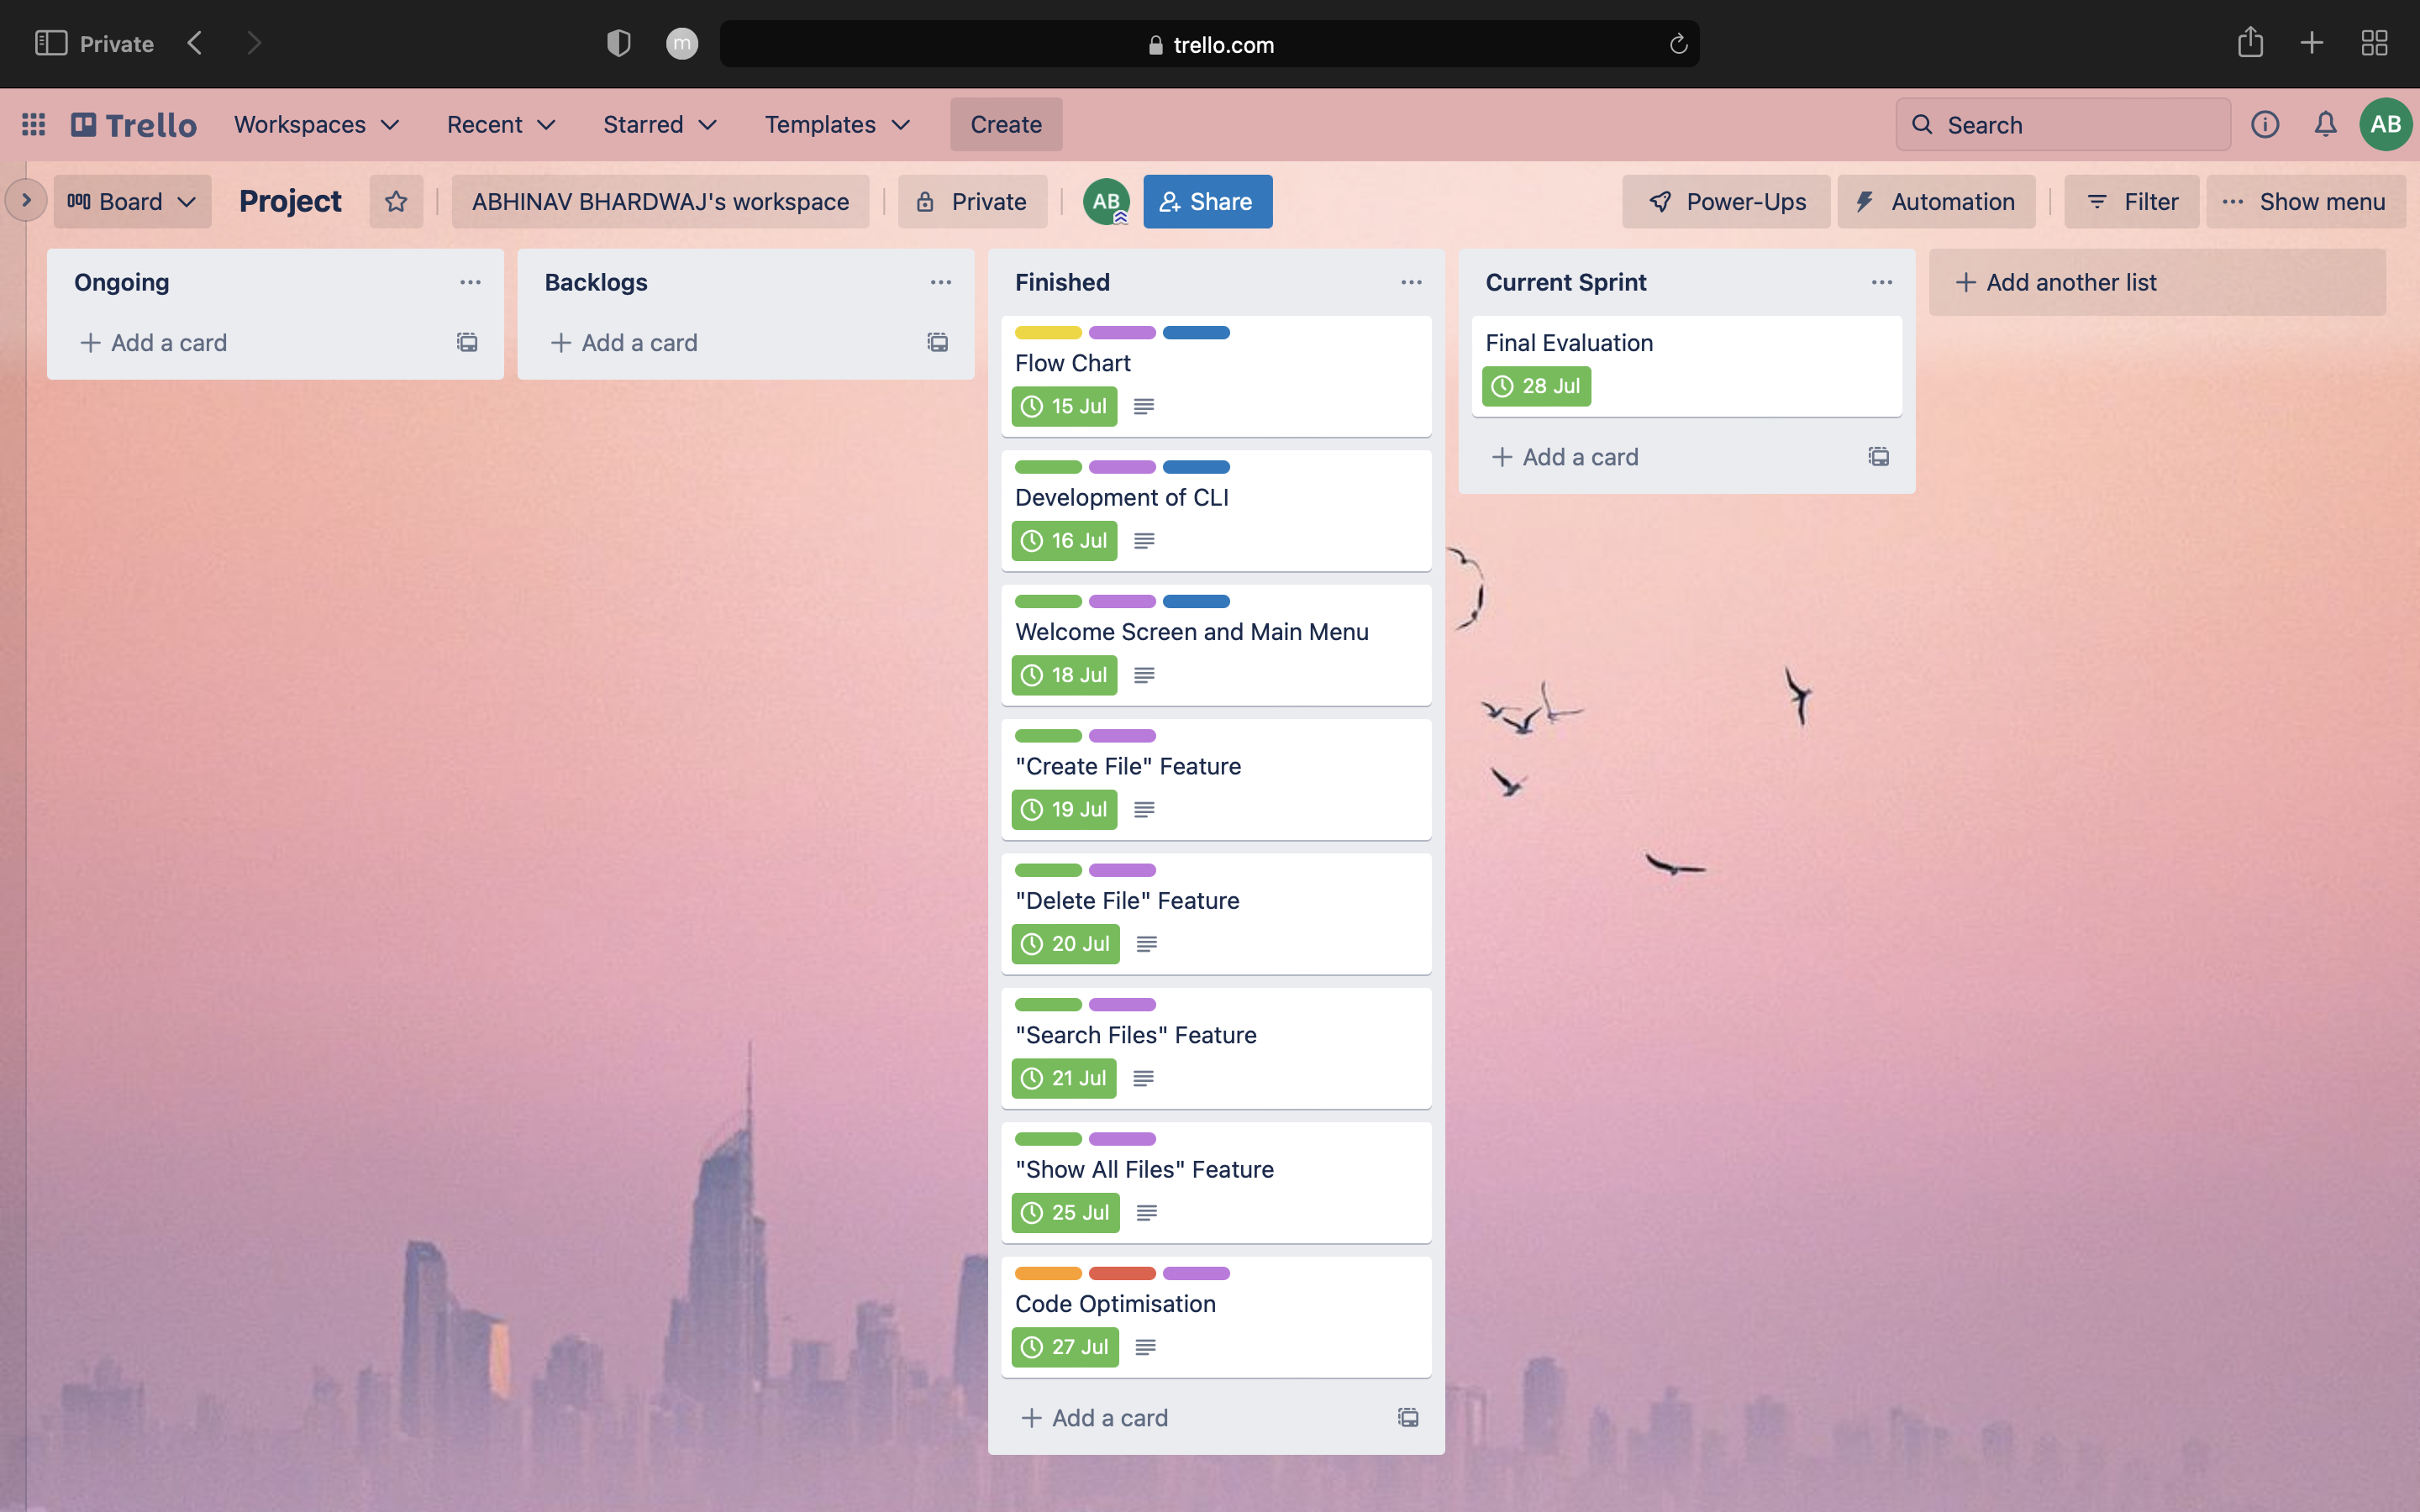 Private
m
trello.com
Trello
Workspaces
Recent
Starred
Templates
Create
Search
AB
Board
Project
ABHINAV BHARDWAJ's workspace
Private
AB
Share
Power-Ups
Automation
Filter
Show menu
Ongoing
Add a card
Backlogs
Add a card
Finished
Flow Chart
15 Jul
Development of CLI
16 Jul
Welcome Screen and Main Menu
18 Jul
"Create File" Feature
19 Jul
"Delete File" Feature
20 Jul
"Search Files" Feature
21 Jul
"Show All Files" Feature
25 Jul
Code Optimisation
27 Jul
Add a card
Current Sprint
Final Evaluation
28 Jul
Add a card
Add another list